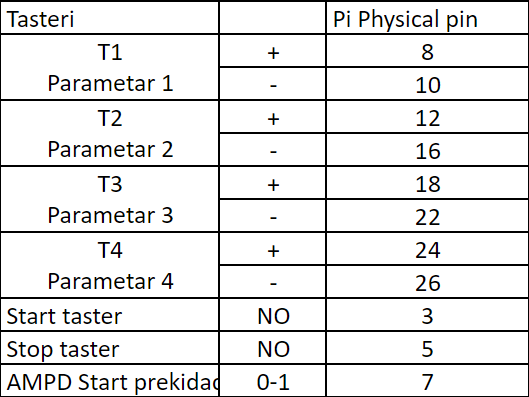 Tasteri Pi Physical pin
T1 + 8
Parametar 1 - 10
T2 + 12
Parametar 2 - 16
T3 + 18
Parametar 3 - 22
T4 + 24
Parametar 4 - 26
Start taster NO 3
Stop taster NO 5
AMPD Start prekidac 0-1 7